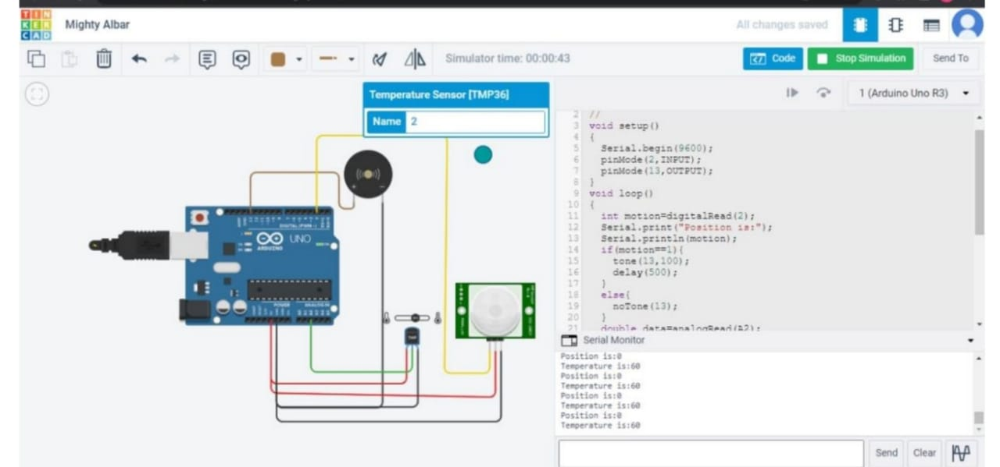 TIN
KER
CAD
Mighty Albar
All changes saved
Simulator time: 00:00:43
Code
Stop Simulation
Send To
Temperature Sensor [TMP36]
Name 2
1 (Arduino Uno R3)
2 //
3 void setup()
4 {
5 Serial.begin(9600);
6 pinMode(2,INPUT);
7 pinMode(13,OUTPUT);
8 }
9 void loop()
10 {
11 int motion=digitalRead(2);
12 Serial.print("Position is:");
13 Serial.println(motion);
14 if(motion==1){
15 tone(13,100);
16 delay(500);
17 }
18 else{
19 noTone(13);
20 }
21 double data=analogRead(A2);
DIGITAL (PWM ~)
UNO
ARDUINO
POWER
ANALOG IN
TMP
Serial Monitor
Position is:0
Temperature is:60
Position is:0
Temperature is:60
Position is:0
Temperature is:60
Position is:0
Temperature is:60
Send
Clear